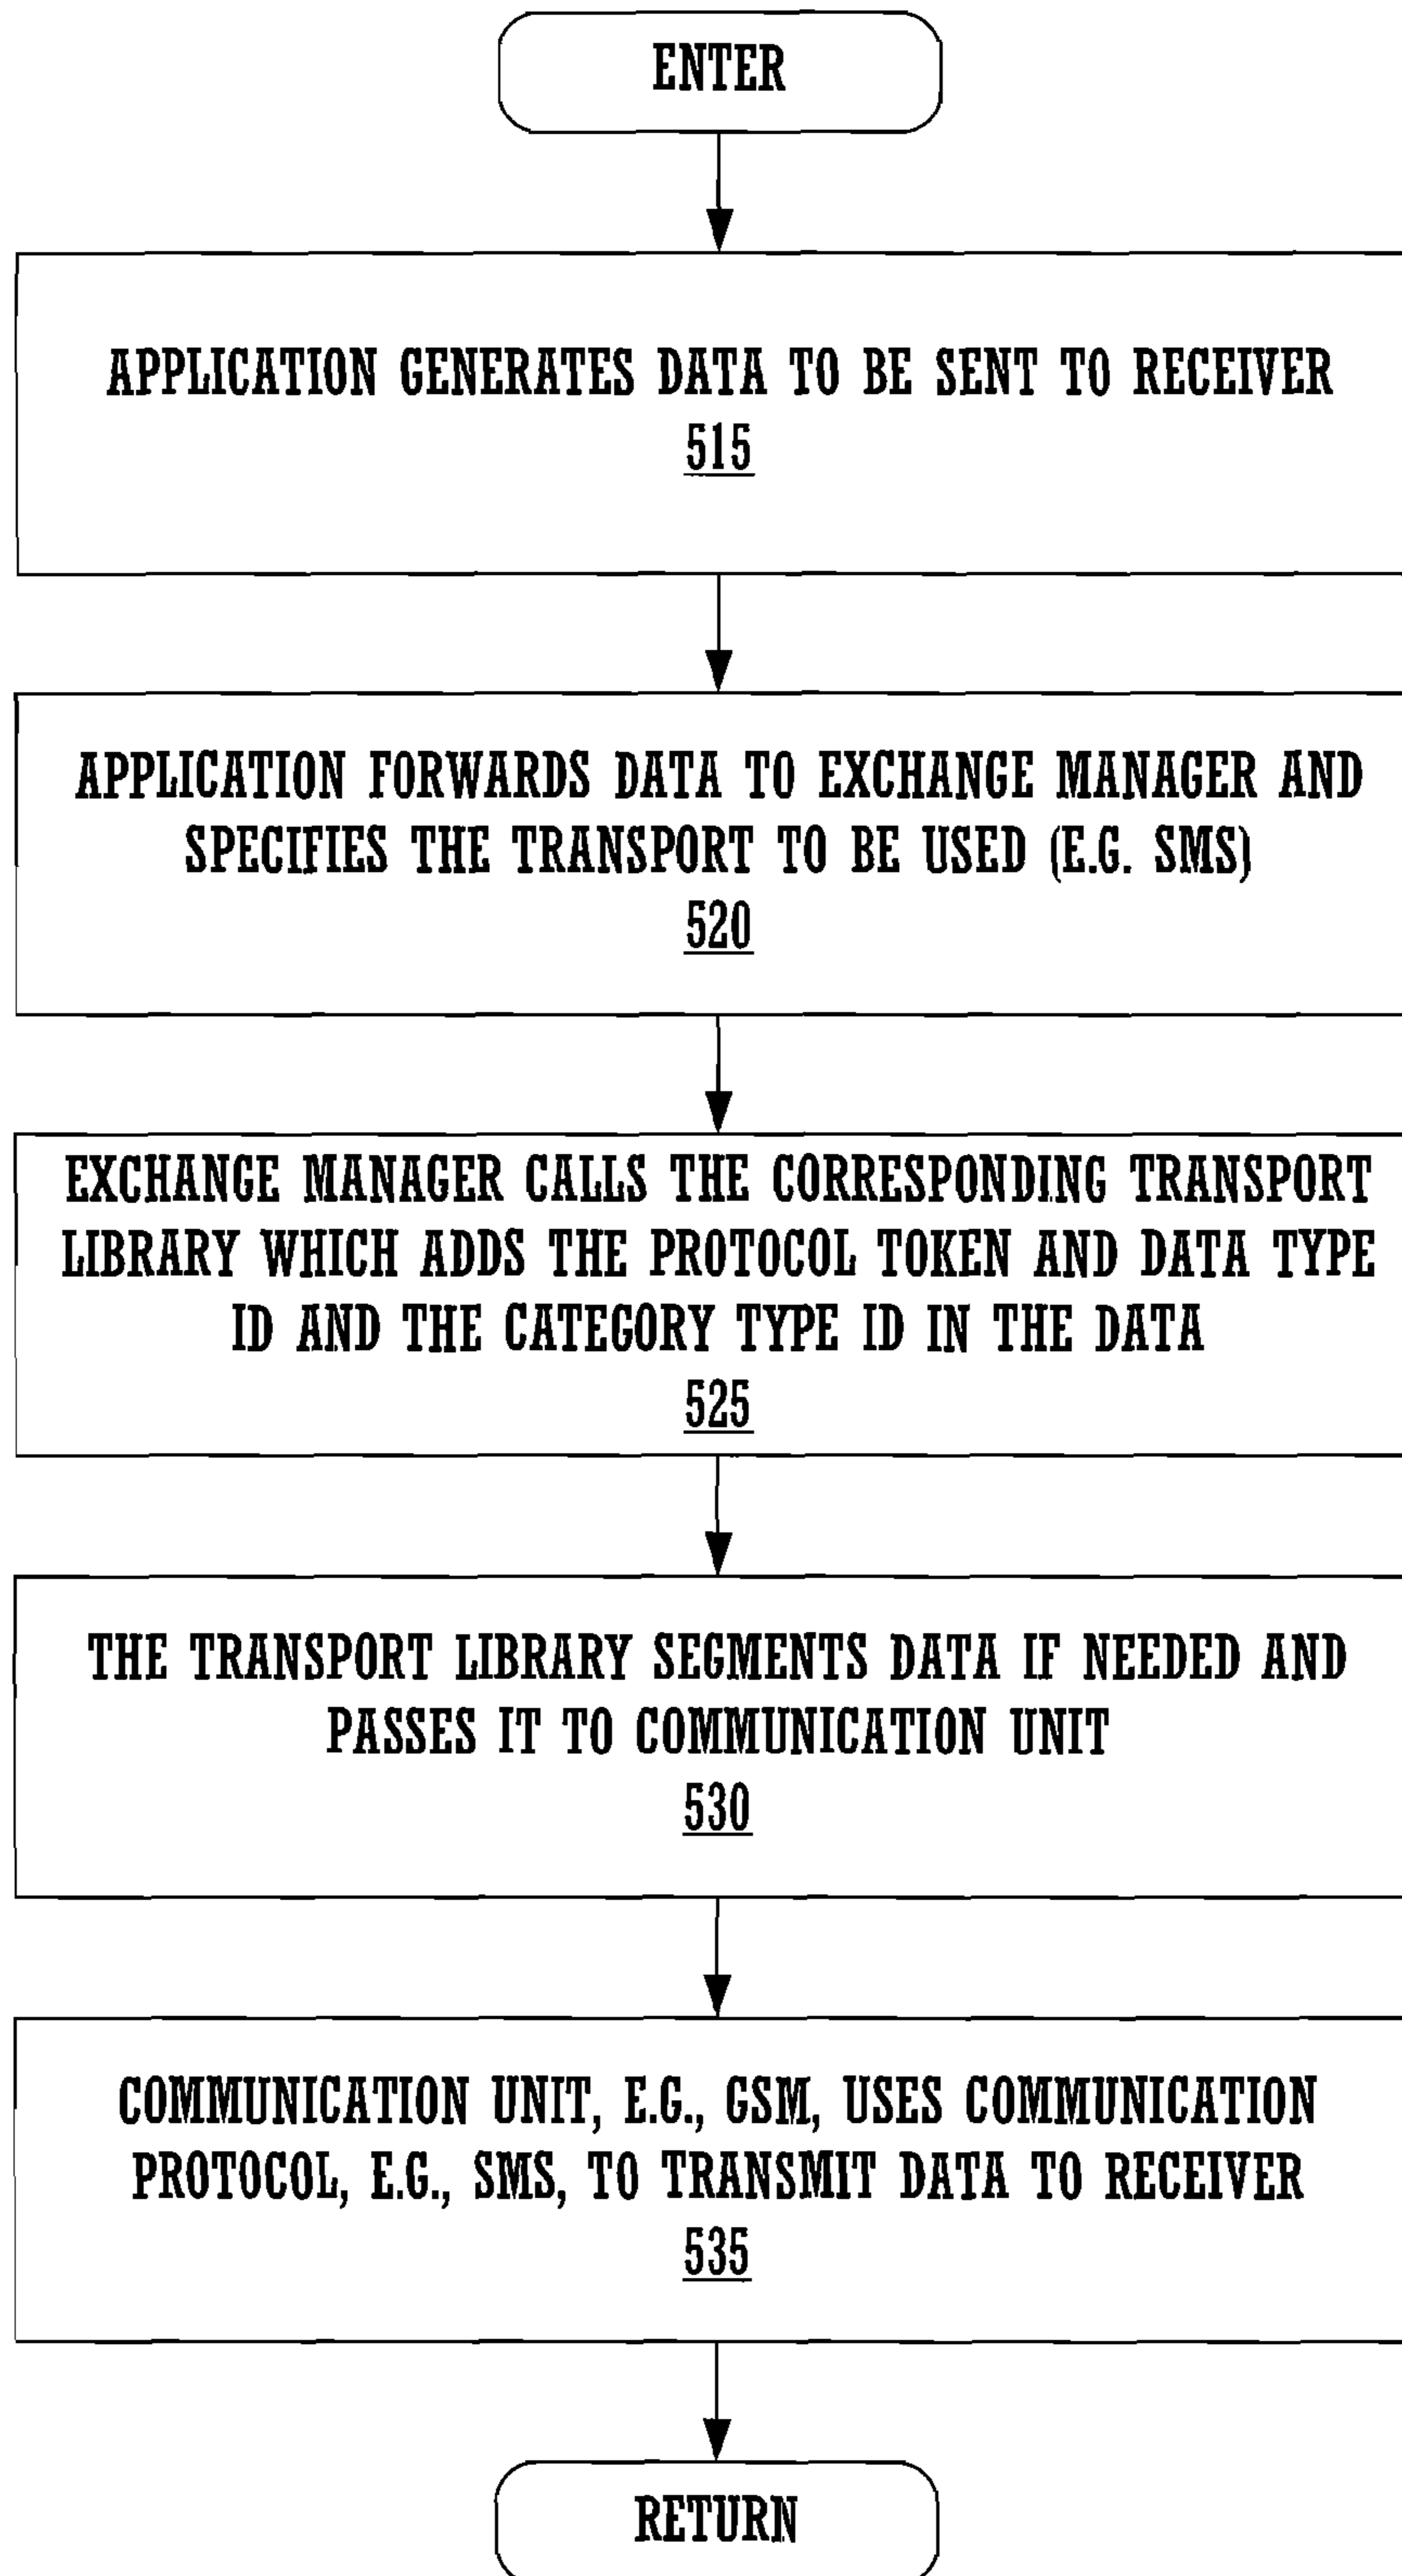 ENTER
APPLICATION GENERATES DATA TO BE SENT TO RECEIVER
515
APPLICATION FORWARDS DATA TO EXCHANGE MANAGER AND
SPECIFIES THE TRANSPORT TO BE USED (E.G. SMS)
520
EXCHANGE MANAGER CALLS THE CORRESPONDING TRANSPORT
LIBRARY WHICH ADDS THE PROTOCOL TOKEN AND DATA TYPE
ID AND THE CATEGORY TYPE ID IN THE DATA
525
THE TRANSPORT LIBRARY SEGMENTS DATA IF NEEDED AND
PASSES IT TO COMMUNICATION UNIT
530
COMMUNICATION UNIT, E.G., GSM, USES COMMUNICATION
PROTOCOL, E.G., SMS, TO TRANSMIT DATA TO RECEIVER
535
RETURN